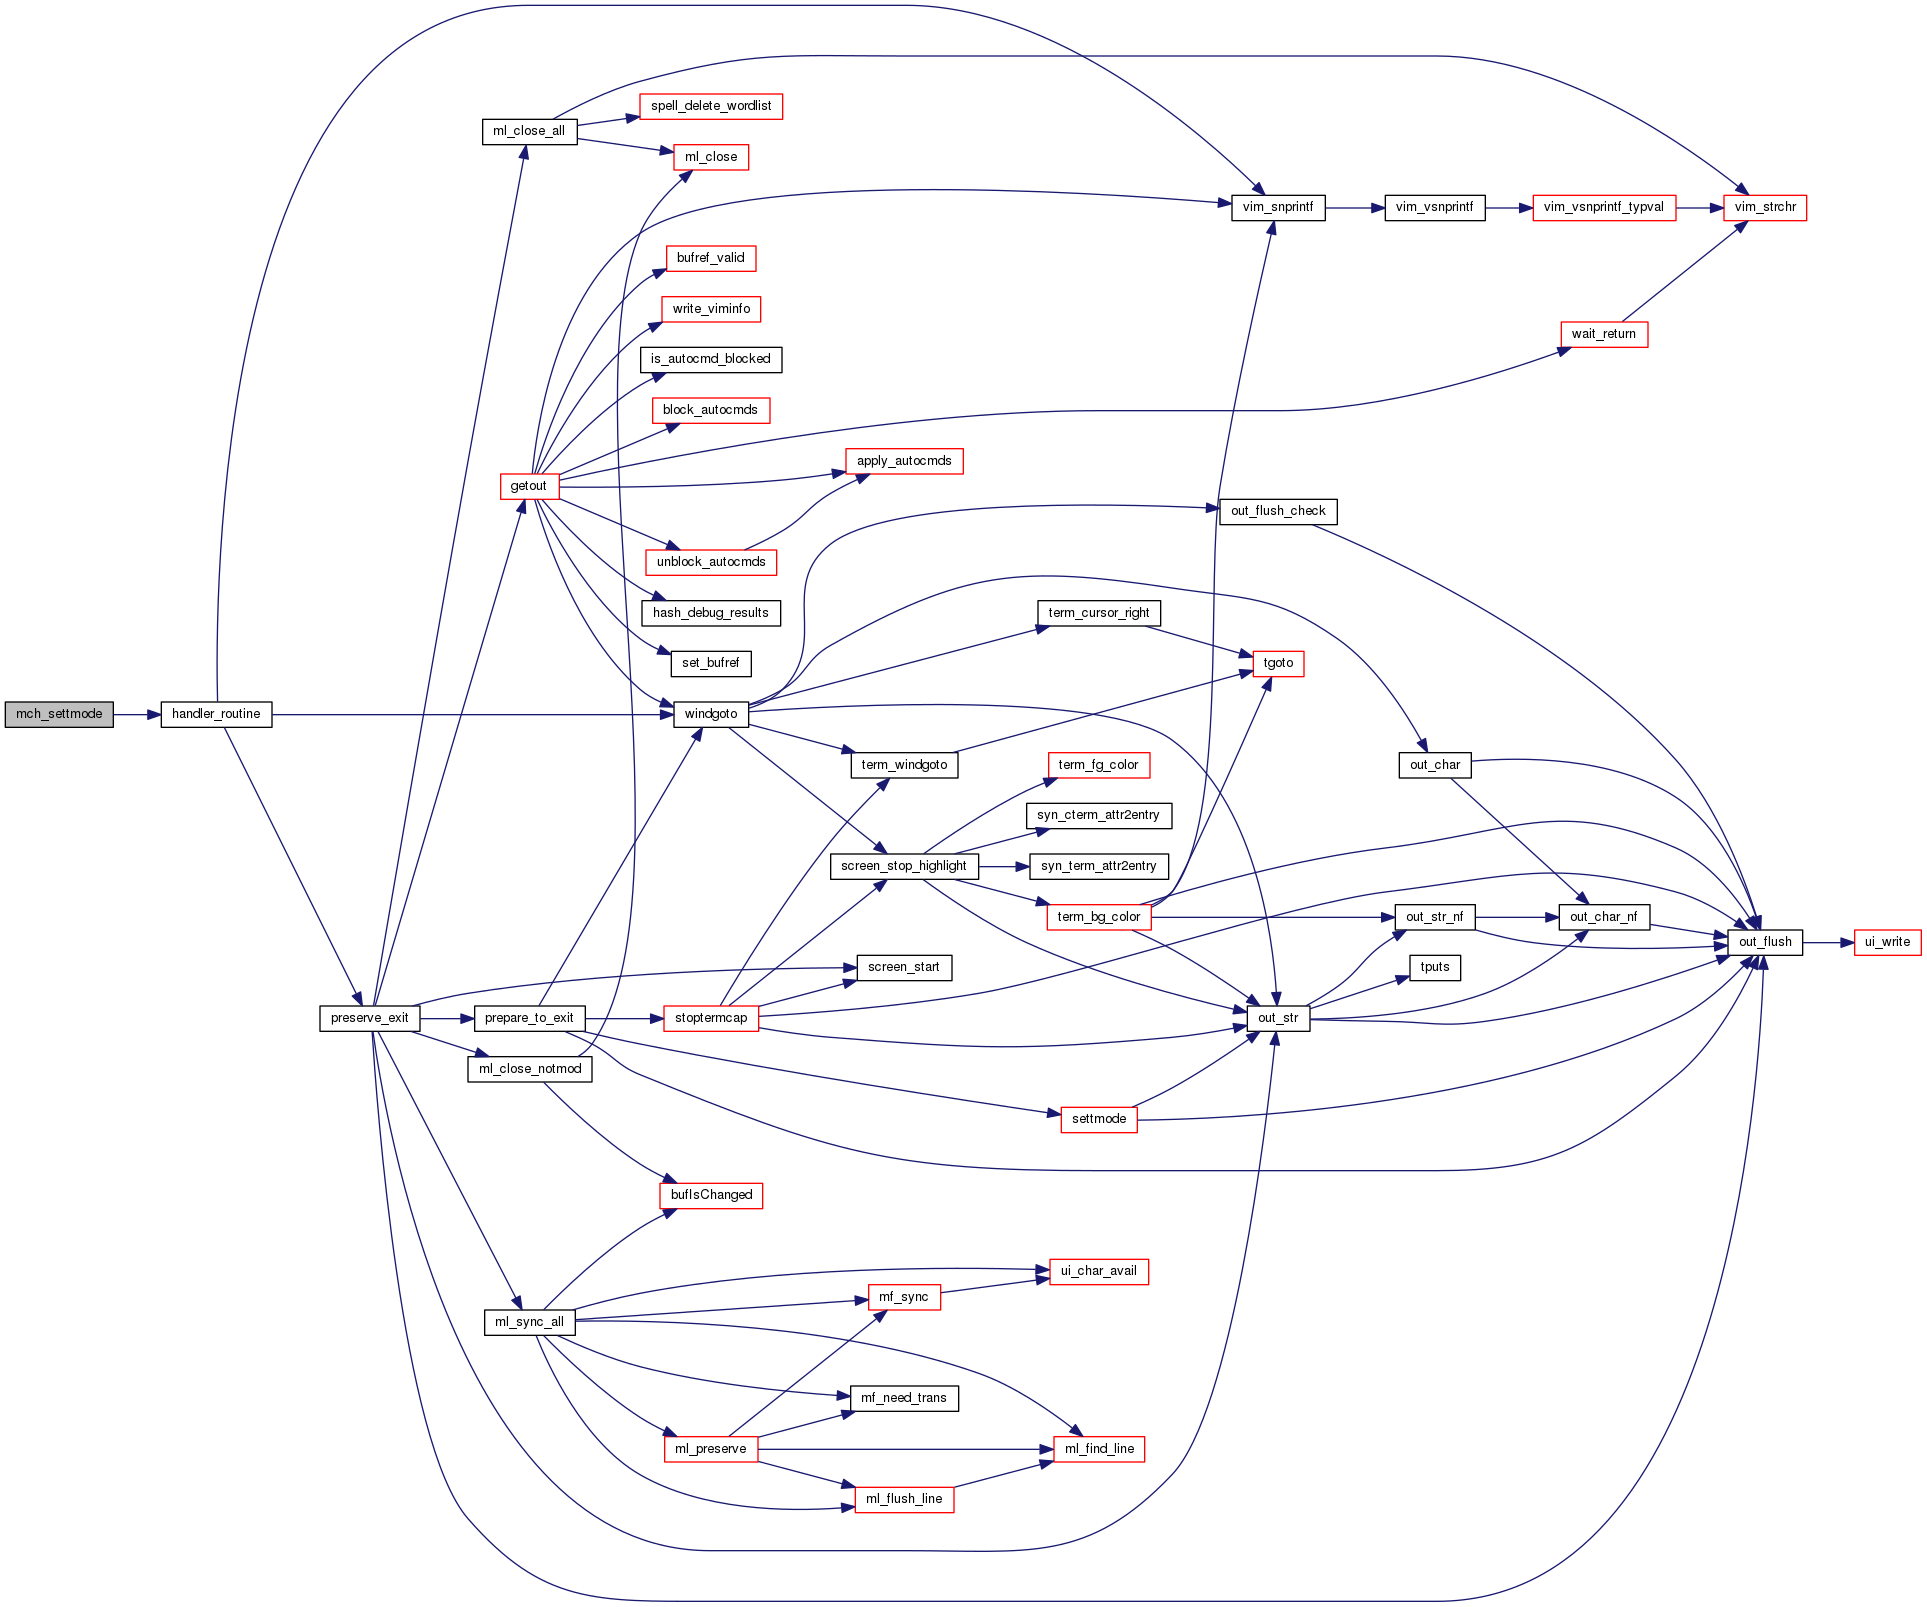 spell_delete_wordlist
ml_close_all
ml_close
vim_snprintf
vim_vsnprintf
vim_vsnprintf_typval
vim_strchr
bufref_valid
write_viminfo
wait_return
is_autocmd_blocked
block_autocmds
apply_autocmds
getout
out_flush_check
unblock_autocmds
hash_debug_results
term_cursor_right
set_bufref
tgoto
mch_settmode
handler_routine
windgoto
term_windgoto
term_fg_color
out_char
syn_cterm_attr2entry
screen_stop_highlight
syn_term_attr2entry
term_bg_color
out_str_nf
out_char_nf
out_flush
ui_write
screen_start
tputs
preserve_exit
prepare_to_exit
stoptermcap
out_str
ml_close_notmod
settmode
bufIsChanged
ui_char_avail
mf_sync
ml_sync_all
mf_need_trans
ml_preserve
ml_find_line
ml_flush_line